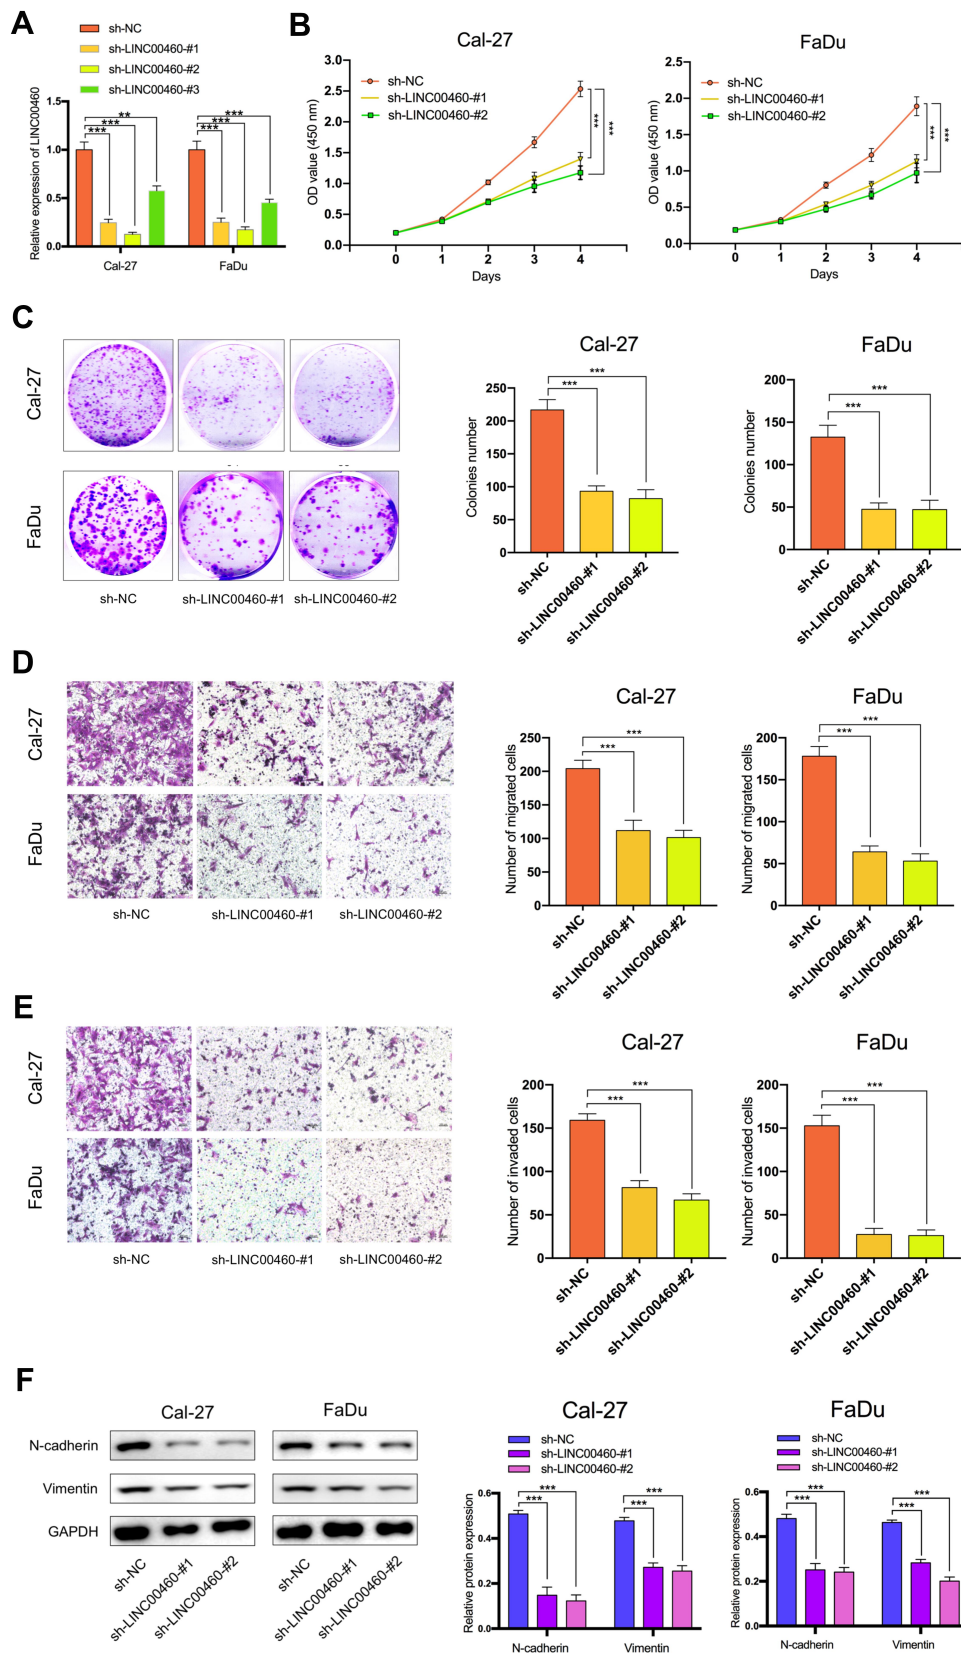 A
sh-NC
sh-LINC00460-#1
sh-LINC00460-#2
sh-LINC00460-#3
Relative expression of LINC00460
1.5
1.0
0.5
0.0
***
***
**
***
***
***
Cal-27
FaDu
B
Cal-27
sh-NC
sh-LINC00460-#1
sh-LINC00460-#2
OD value (450 nm)
3.0
2.5
2.0
1.5
1.0
0.5
0.0
***
***
0 1 2 3 4
Days
FaDu
sh-NC
sh-LINC00460-#1
sh-LINC00460-#2
OD value (450 nm)
2.5
2.0
1.5
1.0
0.5
0.0
***
***
0 1 2 3 4
Days
C
Cal-27
FaDu
sh-NC sh-LINC00460-#1 sh-LINC00460-#2
Cal-27
Colonies number
250
200
150
100
50
0
***
***
sh-NC
sh-LINC00460-#1
sh-LINC00460-#2
FaDu
Colonies number
200
150
100
50
0
***
***
sh-NC
sh-LINC00460-#1
sh-LINC00460-#2
D
Cal-27
FaDu
sh-NC sh-LINC00460-#1 sh-LINC00460-#2
Cal-27
Number of migrated cells
250
200
150
100
50
0
***
***
sh-NC
sh-LINC00460-#1
sh-LINC00460-#2
FaDu
Number of migrated cells
200
150
100
50
0
***
***
sh-NC
sh-LINC00460-#1
sh-LINC00460-#2
E
Cal-27
FaDu
sh-NC sh-LINC00460-#1 sh-LINC00460-#2
Cal-27
Number of invaded cells
200
150
100
50
0
***
***
sh-NC
sh-LINC00460-#1
sh-LINC00460-#2
FaDu
Number of invaded cells
200
150
100
50
0
***
***
sh-NC
sh-LINC00460-#1
sh-LINC00460-#2
F
Cal-27 FaDu
N-cadherin
Vimentin
GAPDH
sh-NC
sh-LINC00460-#1
sh-LINC00460-#2
sh-NC
sh-LINC00460-#1
sh-LINC00460-#2
Cal-27
sh-NC
sh-LINC00460-#1
sh-LINC00460-#2
Relative protein expression
0.6
0.4
0.2
0.0
***
***
***
***
N-cadherin Vimentin
FaDu
sh-NC
sh-LINC00460-#1
sh-LINC00460-#2
Relative protein expression
0.6
0.4
0.2
0.0
***
***
***
***
N-cadherin Vimentin